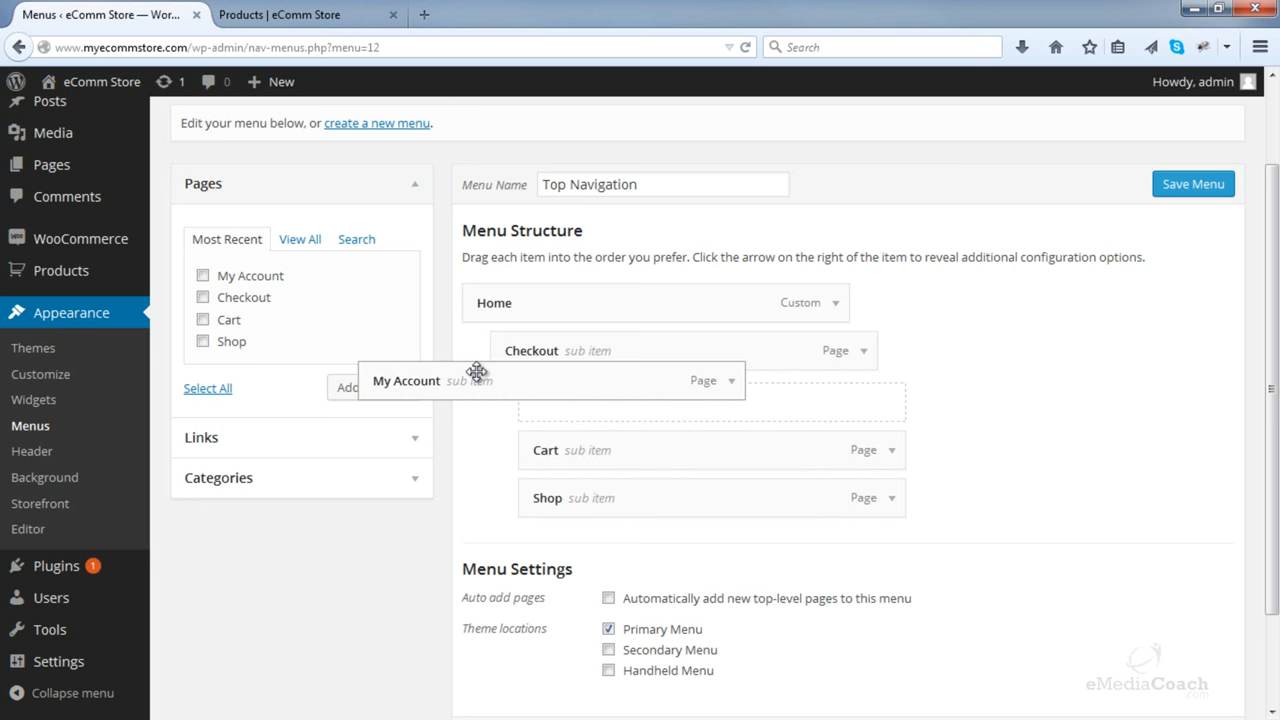 Menus ‹ eComm Store — Wor...
Products | eComm Store
www.myecommstore.com/wp-admin/nav-menus.php?menu=12
Search
eComm Store 1 0 New
Howdy, admin
Posts
Media
Pages
Comments
WooCommerce
Products
Appearance
Themes
Customize
Widgets
Menus
Header
Background
Storefront
Editor
Plugins 1
Users
Tools
Settings
Collapse menu
Edit your menu below, or create a new menu.
Pages
Most Recent View All Search
My Account
Checkout
Cart
Shop
Select All
Add
Links
Categories
Menu Name Top Navigation
Save Menu
Menu Structure
Drag each item into the order you prefer. Click the arrow on the right of the item to reveal additional configuration options.
Home Custom
Checkout sub item Page
My Account sub item Page
Cart sub item Page
Shop sub item Page
Menu Settings
Auto add pages Automatically add new top-level pages to this menu
Theme locations Primary Menu
Secondary Menu
Handheld Menu
eMediaCoach.com